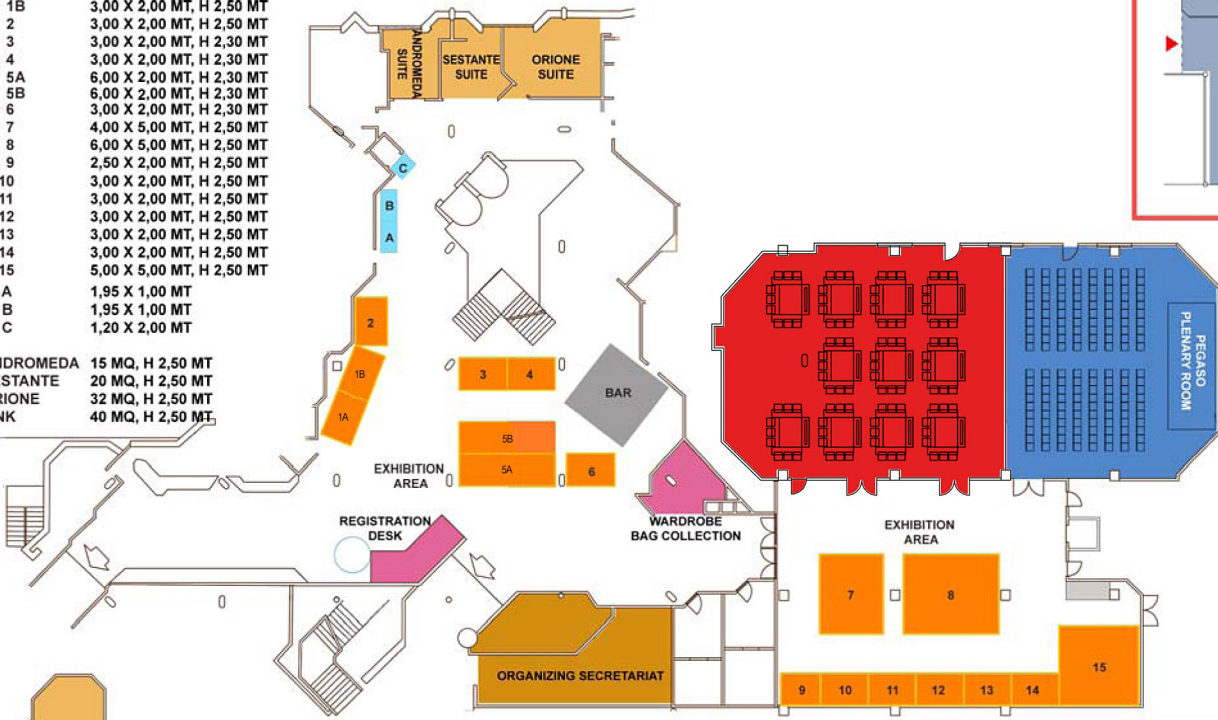 1B 3,00 X 2,00 MT, H 2,50 MT
2 3,00 X 2,00 MT, H 2,50 MT
3 3,00 X 2,00 MT, H 2,30 MT
4 3,00 X 2,00 MT, H 2,30 MT
5A 6,00 X 2,00 MT, H 2,30 MT
5B 6,00 X 2,00 MT, H 2,30 MT
6 3,00 X 2,00 MT, H 2,30 MT
7 4,00 X 5,00 MT, H 2,50 MT
8 6,00 X 5,00 MT, H 2,50 MT
9 2,50 X 2,00 MT, H 2,50 MT
10 3,00 X 2,00 MT, H 2,50 MT
11 3,00 X 2,00 MT, H 2,50 MT
12 3,00 X 2,00 MT, H 2,50 MT
13 3,00 X 2,00 MT, H 2,50 MT
14 3,00 X 2,00 MT, H 2,50 MT
15 5,00 X 5,00 MT, H 2,50 MT
A 1,95 X 1,00 MT
B 1,95 X 1,00 MT
C 1,20 X 2,00 MT
NDROMEDA 15 MQ, H 2,50 MT
ESTANTE 20 MQ, H 2,50 MT
RIONE 32 MQ, H 2,50 MT
NK 40 MQ, H 2,50 MT
ANDROMEDA
SUITE
SESTANTE
SUITE
ORIONE
SUITE
C
B
A
2
1B
1A
3
4
5B
5A
6
BAR
EXHIBITION
AREA
REGISTRATION
DESK
WARDROBE
BAG COLLECTION
ORGANIZING SECRETARIAT
PEGASO
PLENARY ROOM
EXHIBITION
AREA
7
8
9
10
11
12
13
14
15